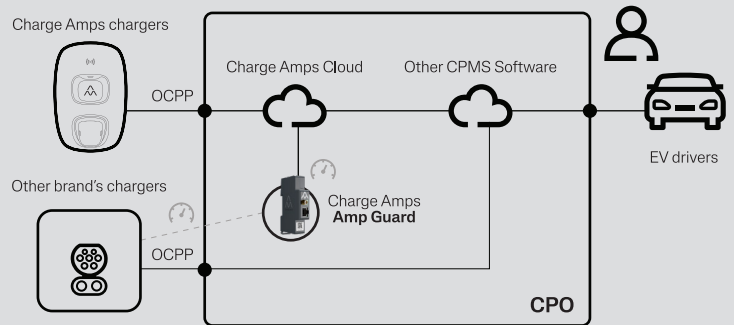 Charge Amps chargers
Charge Amps Cloud
Other CPMS Software
OCPP
EV drivers
Other brand's chargers
Charge Amps
Amp Guard
OCPP
CPO